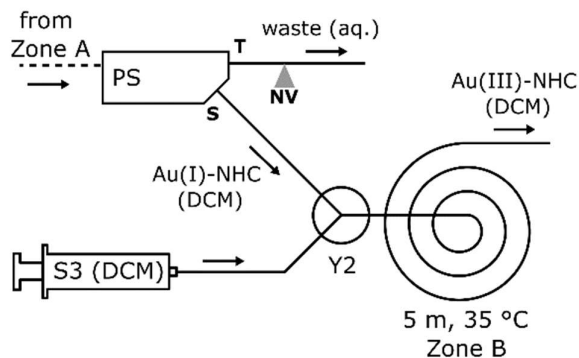 from
Zone A
PS
T
waste (aq.)
NV
S
Au(III)-NHC
(DCM)
Au(I)-NHC
(DCM)
S3 (DCM)
Y2
5 m, 35 °C
Zone B